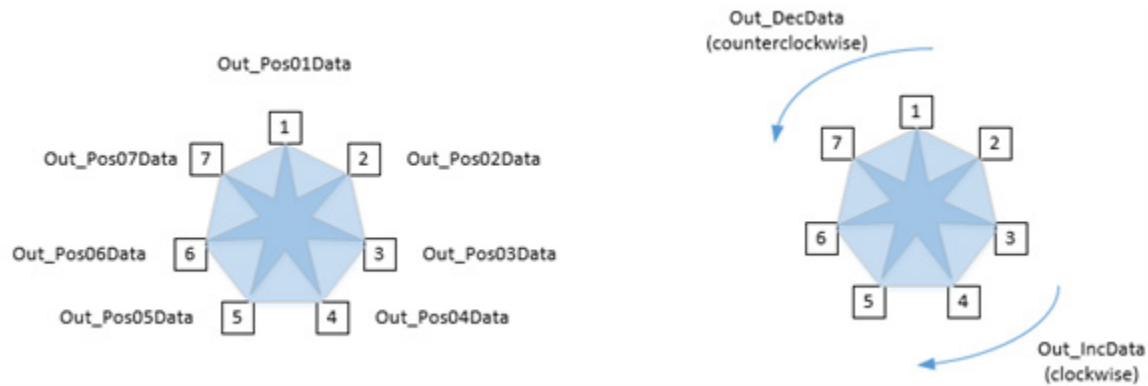 Out_Pos01Data
1
7
2
Out_Pos07Data
Out_Pos02Data
6
3
Out_Pos06Data
Out_Pos03Data
5
4
Out_Pos05Data
Out_Pos04Data
Out_DecData
(counterclockwise)
1
7
2
6
3
5
4
Out_IncData
(clockwise)